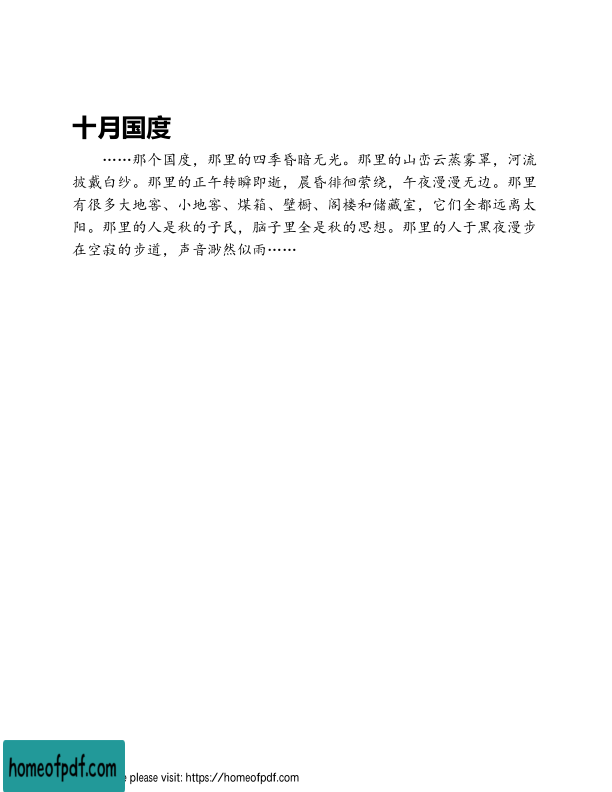 十月国度
……那个国度，那里的四季昏暗无光。那里的山峦云蒸雾罩，河流
披戴白纱。那里的正午转瞬即逝，晨昏徘徊萦绕，午夜漫漫无边。那里
有很多大地窖、小地窖、煤箱、壁橱、阁楼和储藏室，它们全都远离太
阳。那里的人是秋的子民，脑子里全是秋的思想。那里的人于黑夜漫步
在空寂的步道，声音渺然似雨……
homeofpdf.com
e please visit: https://homeofpdf.com